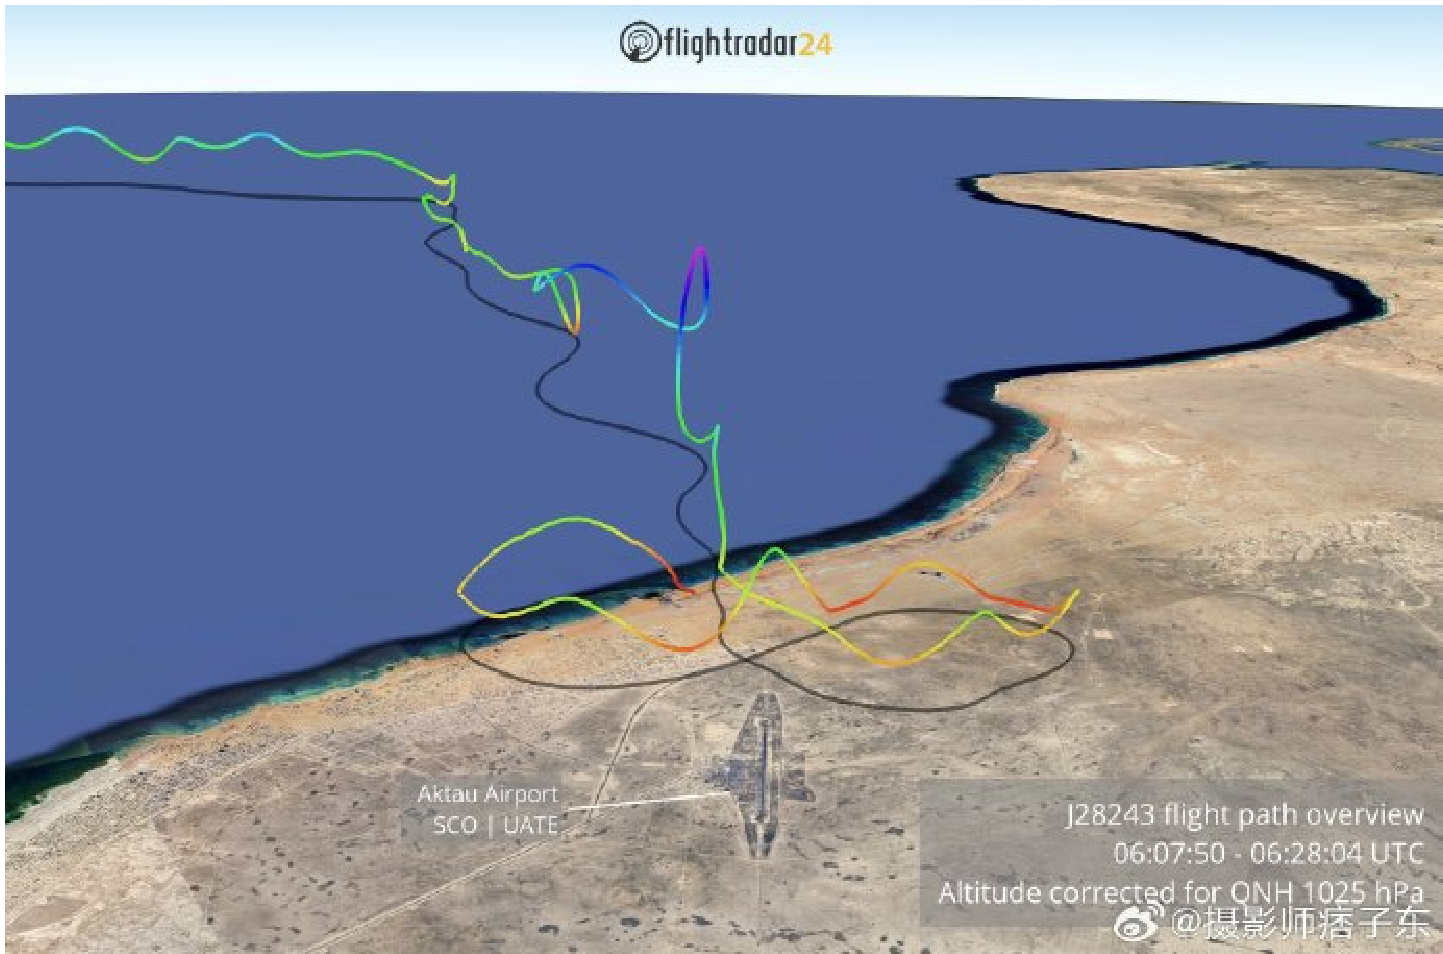 flightradar24
Aktau Airport
SCO | UATE
J28243 flight path overview
06:07:50 - 06:28:04 UTC
Altitude corrected for QNH 1025 hPa
@摄影师痞子东